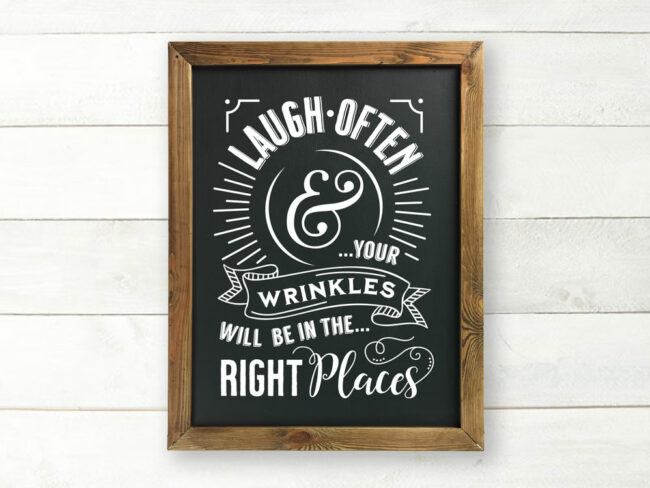 LAUGH·OFTEN
&
...YOUR
WRINKLES
WILL BE IN THE...
RIGHT Places